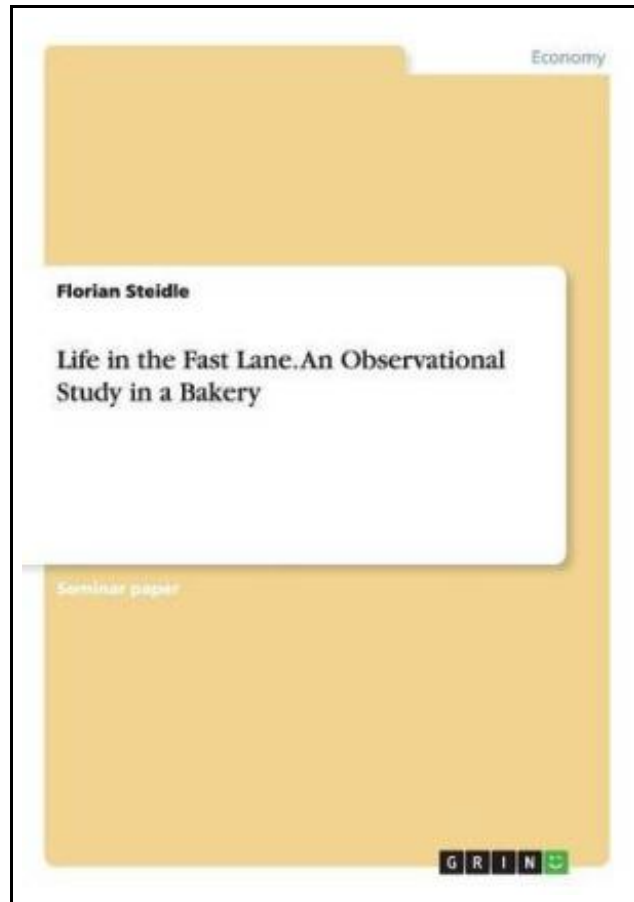 Economy
Florian Steidle
Life in the Fast Lane. An Observational
Study in a Bakery
Seminar paper
GRIN